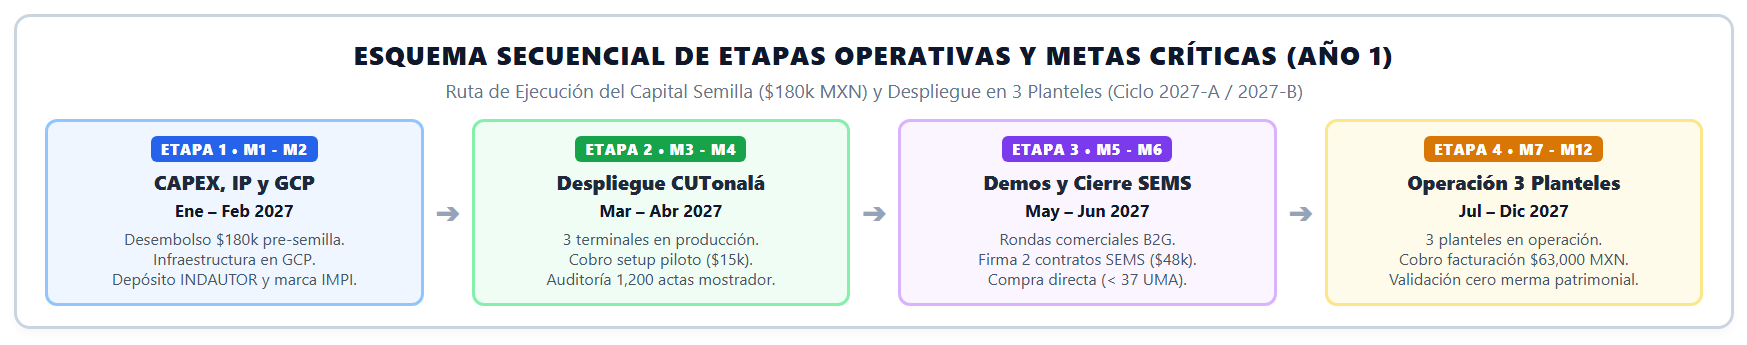 ESQUEMA SECUENCIAL DE ETAPAS OPERATIVAS Y METAS CRÍTICAS (AÑO 1)
Ruta de Ejecución del Capital Semilla ($180k MXN) y Despliegue en 3 Planteles (Ciclo 2027-A / 2027-B)
ETAPA 1 • M1 - M2
CAPEX, IP y GCP
Ene – Feb 2027
Desembolso $180k pre-semilla.
Infraestructura en GCP.
Depósito INDAUTOR y marca IMPI.
➔
ETAPA 2 • M3 - M4
Despliegue CUTonalá
Mar – Abr 2027
3 terminales en producción.
Cobro setup piloto ($15k).
Auditoría 1,200 actas mostrador.
➔
ETAPA 3 • M5 - M6
Demos y Cierre SEMS
May – Jun 2027
Rondas comerciales B2G.
Firma 2 contratos SEMS ($48k).
Compra directa (< 37 UMA).
➔
ETAPA 4 • M7 - M12
Operación 3 Planteles
Jul – Dic 2027
3 planteles en operación.
Cobro facturación $63,000 MXN.
Validación cero merma patrimonial.